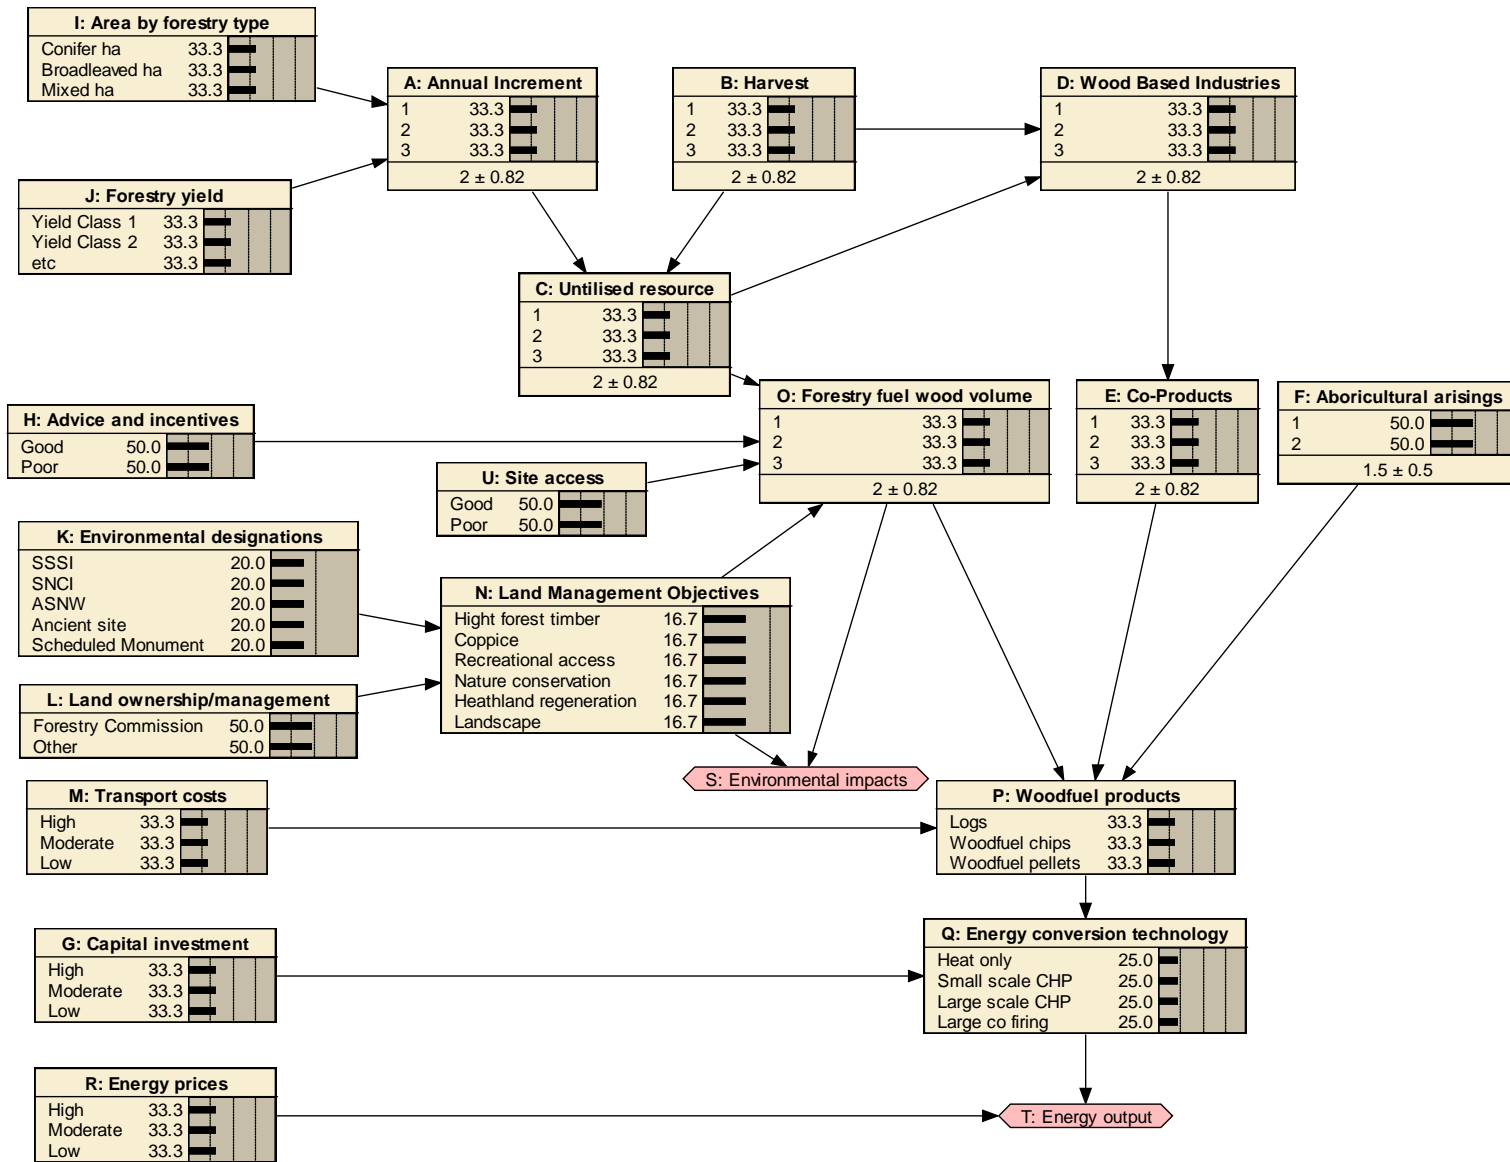 I: Area by forestry type
Conifer ha 33.3
Broadleaved ha 33.3
Mixed ha 33.3
A: Annual Increment
1 33.3
2 33.3
3 33.3
2 ± 0.82
B: Harvest
1 33.3
2 33.3
3 33.3
2 ± 0.82
D: Wood Based Industries
1 33.3
2 33.3
3 33.3
2 ± 0.82
J: Forestry yield
Yield Class 1 33.3
Yield Class 2 33.3
etc 33.3
C: Untilised resource
1 33.3
2 33.3
3 33.3
2 ± 0.82
O: Forestry fuel wood volume
1 33.3
2 33.3
3 33.3
2 ± 0.82
E: Co-Products
1 33.3
2 33.3
3 33.3
2 ± 0.82
F: Aboricultural arisings
1 50.0
2 50.0
1.5 ± 0.5
H: Advice and incentives
Good 50.0
Poor 50.0
U: Site access
Good 50.0
Poor 50.0
K: Environmental designations
SSSI 20.0
SNCI 20.0
ASNW 20.0
Ancient site 20.0
Scheduled Monument 20.0
N: Land Management Objectives
Hight forest timber 16.7
Coppice 16.7
Recreational access 16.7
Nature conservation 16.7
Heathland regeneration 16.7
Landscape 16.7
L: Land ownership/management
Forestry Commission 50.0
Other 50.0
S: Environmental impacts
M: Transport costs
High 33.3
Moderate 33.3
Low 33.3
P: Woodfuel products
Logs 33.3
Woodfuel chips 33.3
Woodfuel pellets 33.3
G: Capital investment
High 33.3
Moderate 33.3
Low 33.3
Q: Energy conversion technology
Heat only 25.0
Small scale CHP 25.0
Large scale CHP 25.0
Large co firing 25.0
R: Energy prices
High 33.3
Moderate 33.3
Low 33.3
T: Energy output